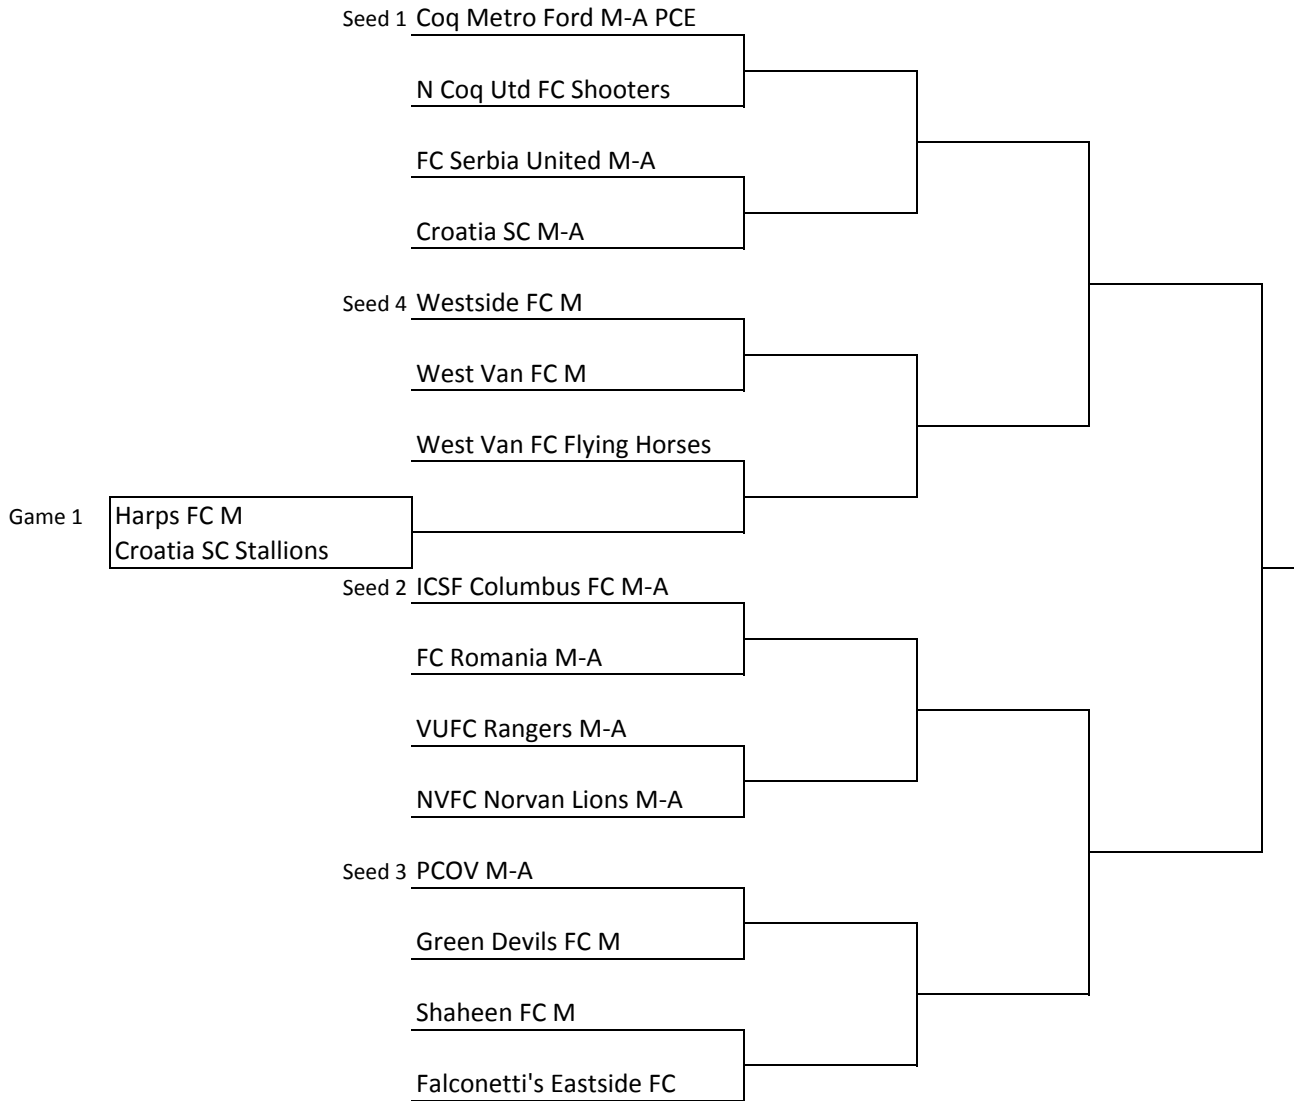 Seed 1 Coq Metro Ford M-A PCE
N Coq Utd FC Shooters
FC Serbia United M-A
Croatia SC M-A
Seed 4 Westside FC M
West Van FC M
West Van FC Flying Horses
Game 1 Harps FC M
Croatia SC Stallions
Seed 2 ICSF Columbus FC M-A
FC Romania M-A
VUFC Rangers M-A
NVFC Norvan Lions M-A
Seed 3 PCOV M-A
Green Devils FC M
Shaheen FC M
Falconetti's Eastside FC